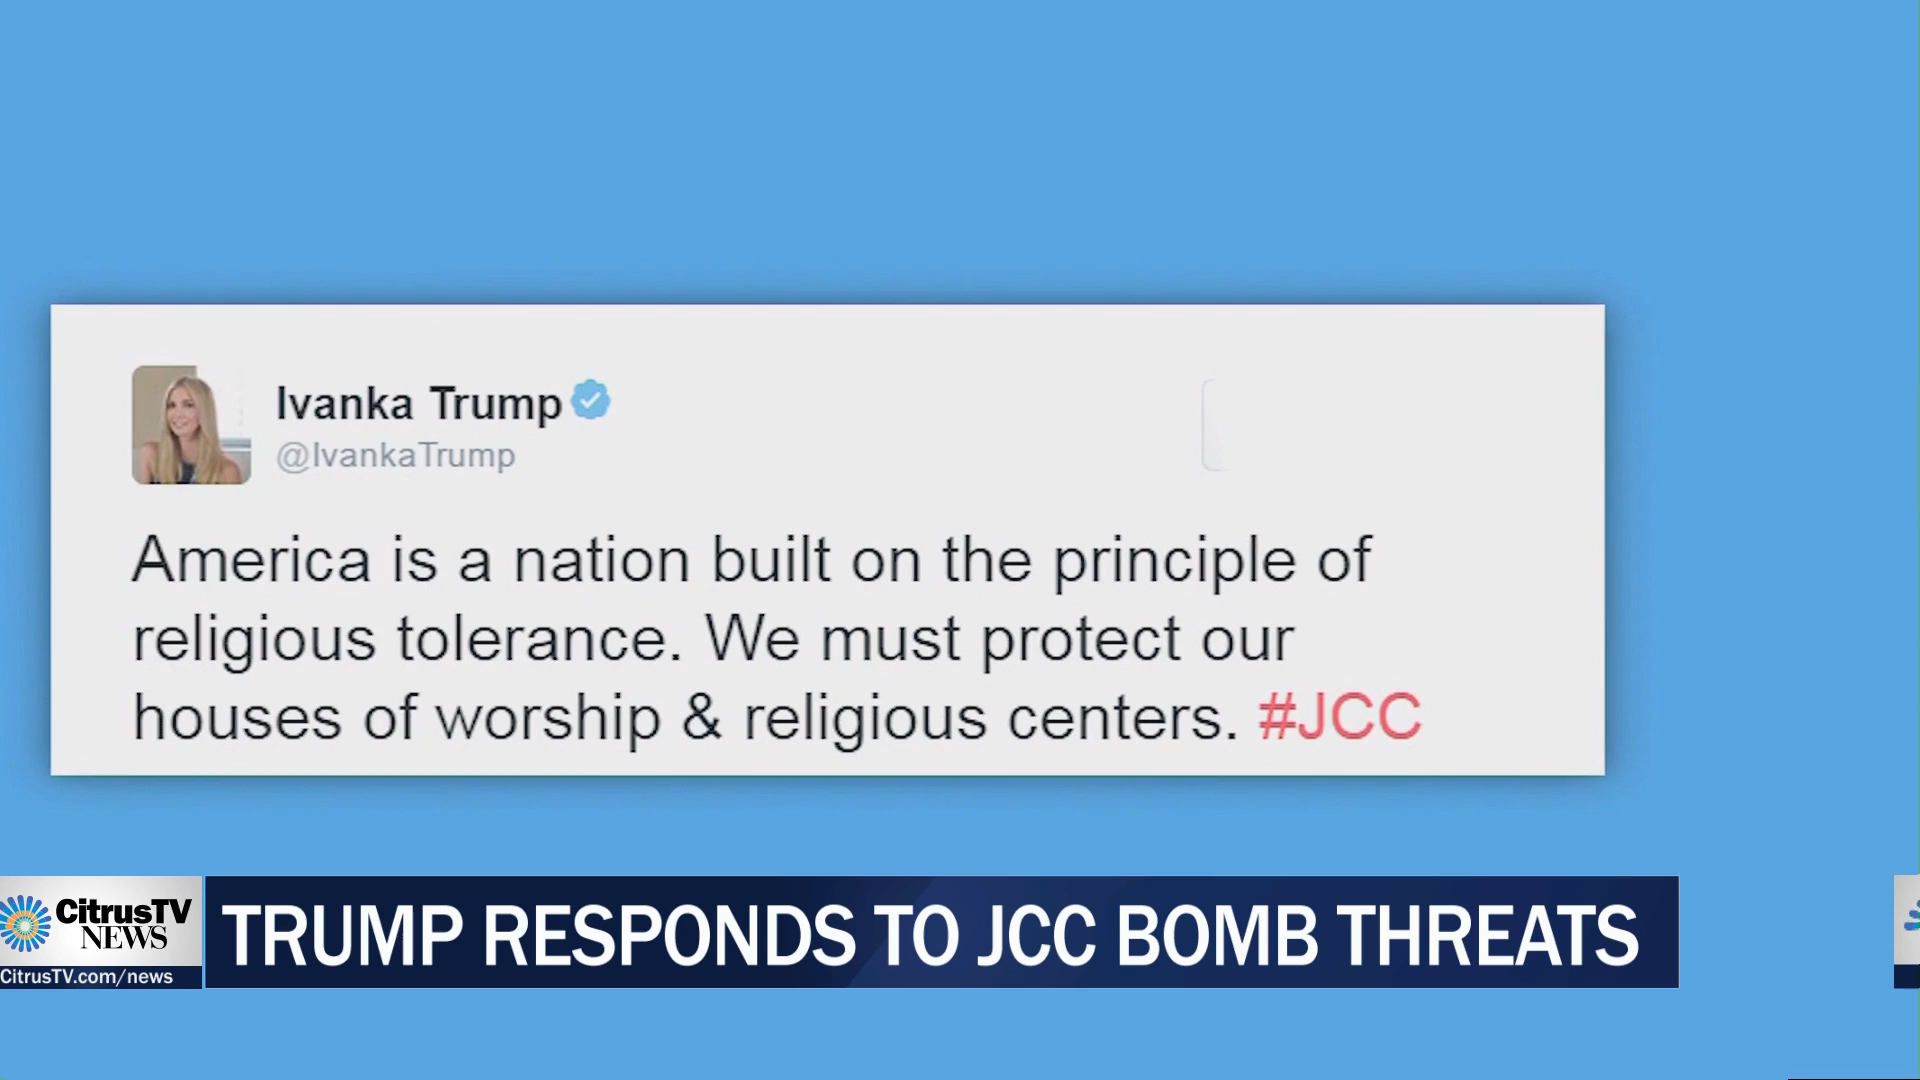 Ivanka Trump
@IvankaTrump
America is a nation built on the principle of
religious tolerance. We must protect our
houses of worship & religious centers. #JCC
CitrusTV
NEWS
CitrusTV.com/news
TRUMP RESPONDS TO JCC BOMB THREATS